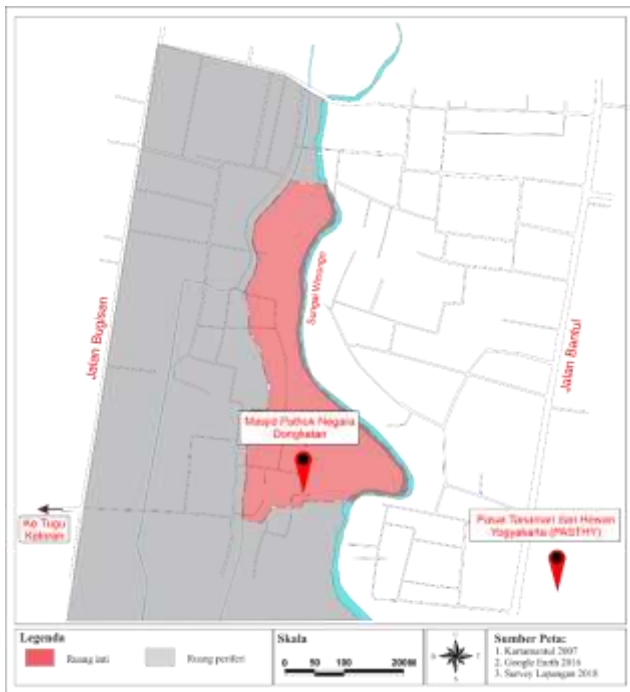 Jalan Bugisan
Sungai Winongo
Jalan Bantul
Masjid Pathok Negara
Dongkelan
Ke Tugu
Pasar Tanaman dan Hewan
Yogyakarta (PASTHY)
Legenda
Ruang inti
Ruang periferi
Skala
0 50 100 200M
Sumber Peta:
1. Kartamantul 2007
2. Google Earth 2016
3. Survey Lapangan 2018